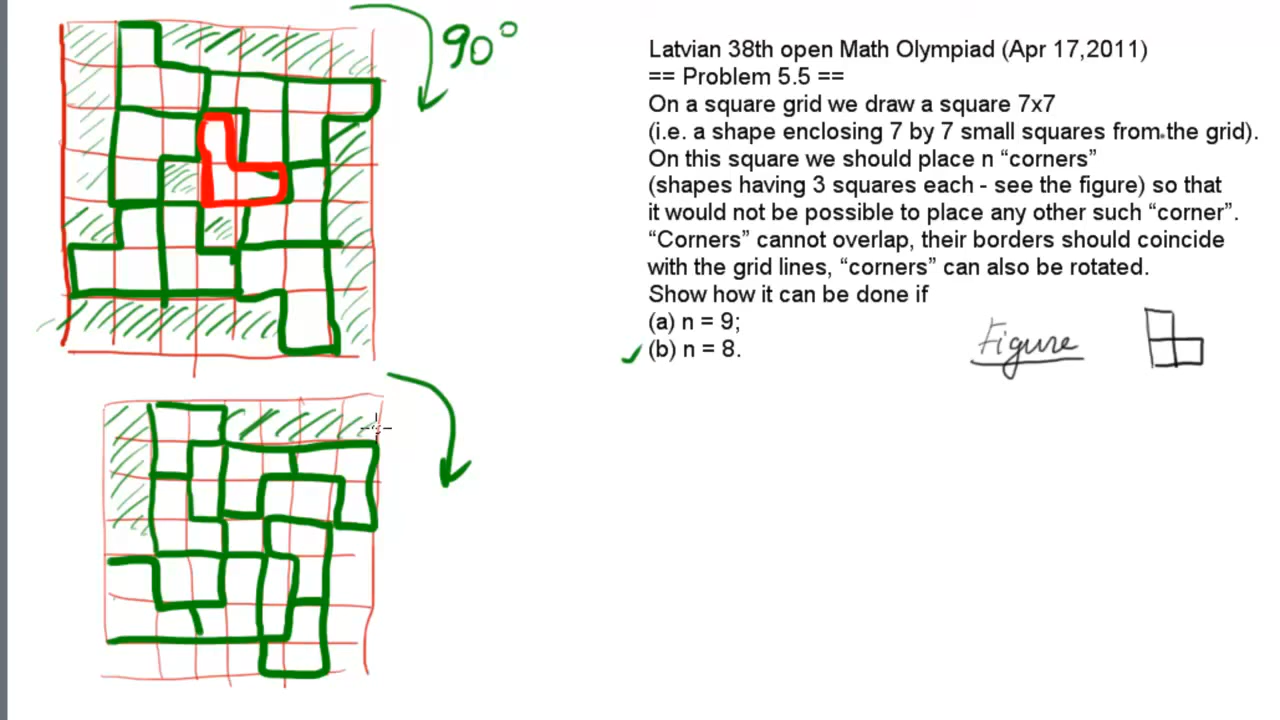 90°
Latvian 38th open Math Olympiad (Apr 17,2011)
== Problem 5.5 ==
On a square grid we draw a square 7x7
(i.e. a shape enclosing 7 by 7 small squares from the grid).
On this square we should place n “corners”
(shapes having 3 squares each - see the figure) so that
it would not be possible to place any other such “corner”.
“Corners” cannot overlap, their borders should coincide
with the grid lines, “corners” can also be rotated.
Show how it can be done if
(a) n = 9;
(b) n = 8.
Figure